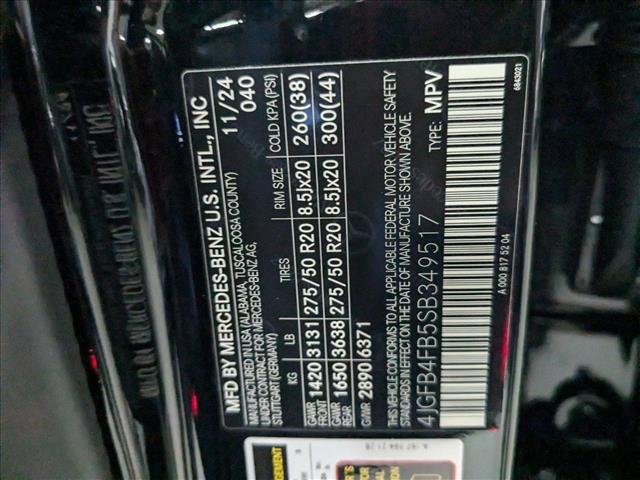 MFD BY MERCEDES-BENZ U.S. INTL., INC 11/24
MANUFACTURED IN USA (ALABAMA, TUSCALOOSA COUNTY) 040
UNDER CONTRACT FOR MERCEDES-BENZ AG,
STUTTGART (GERMANY)
KG LB TIRES RIM SIZE COLD KPA (PSI)
GAWR FRONT 1420 3131 275/50 R20 8.5Jx20 260(38)
GAWR REAR 1650 3638 275/50 R20 8.5Jx20 300(44)
GVWR 2890 6371
THIS VEHICLE CONFORMS TO ALL APPLICABLE FEDERAL MOTOR VEHICLE SAFETY
STANDARDS IN EFFECT ON THE DATE OF MANUFACTURE SHOWN ABOVE.
4JGFB4FB5SB349517 TYPE: MPV
A 000 817 52 04 6843021